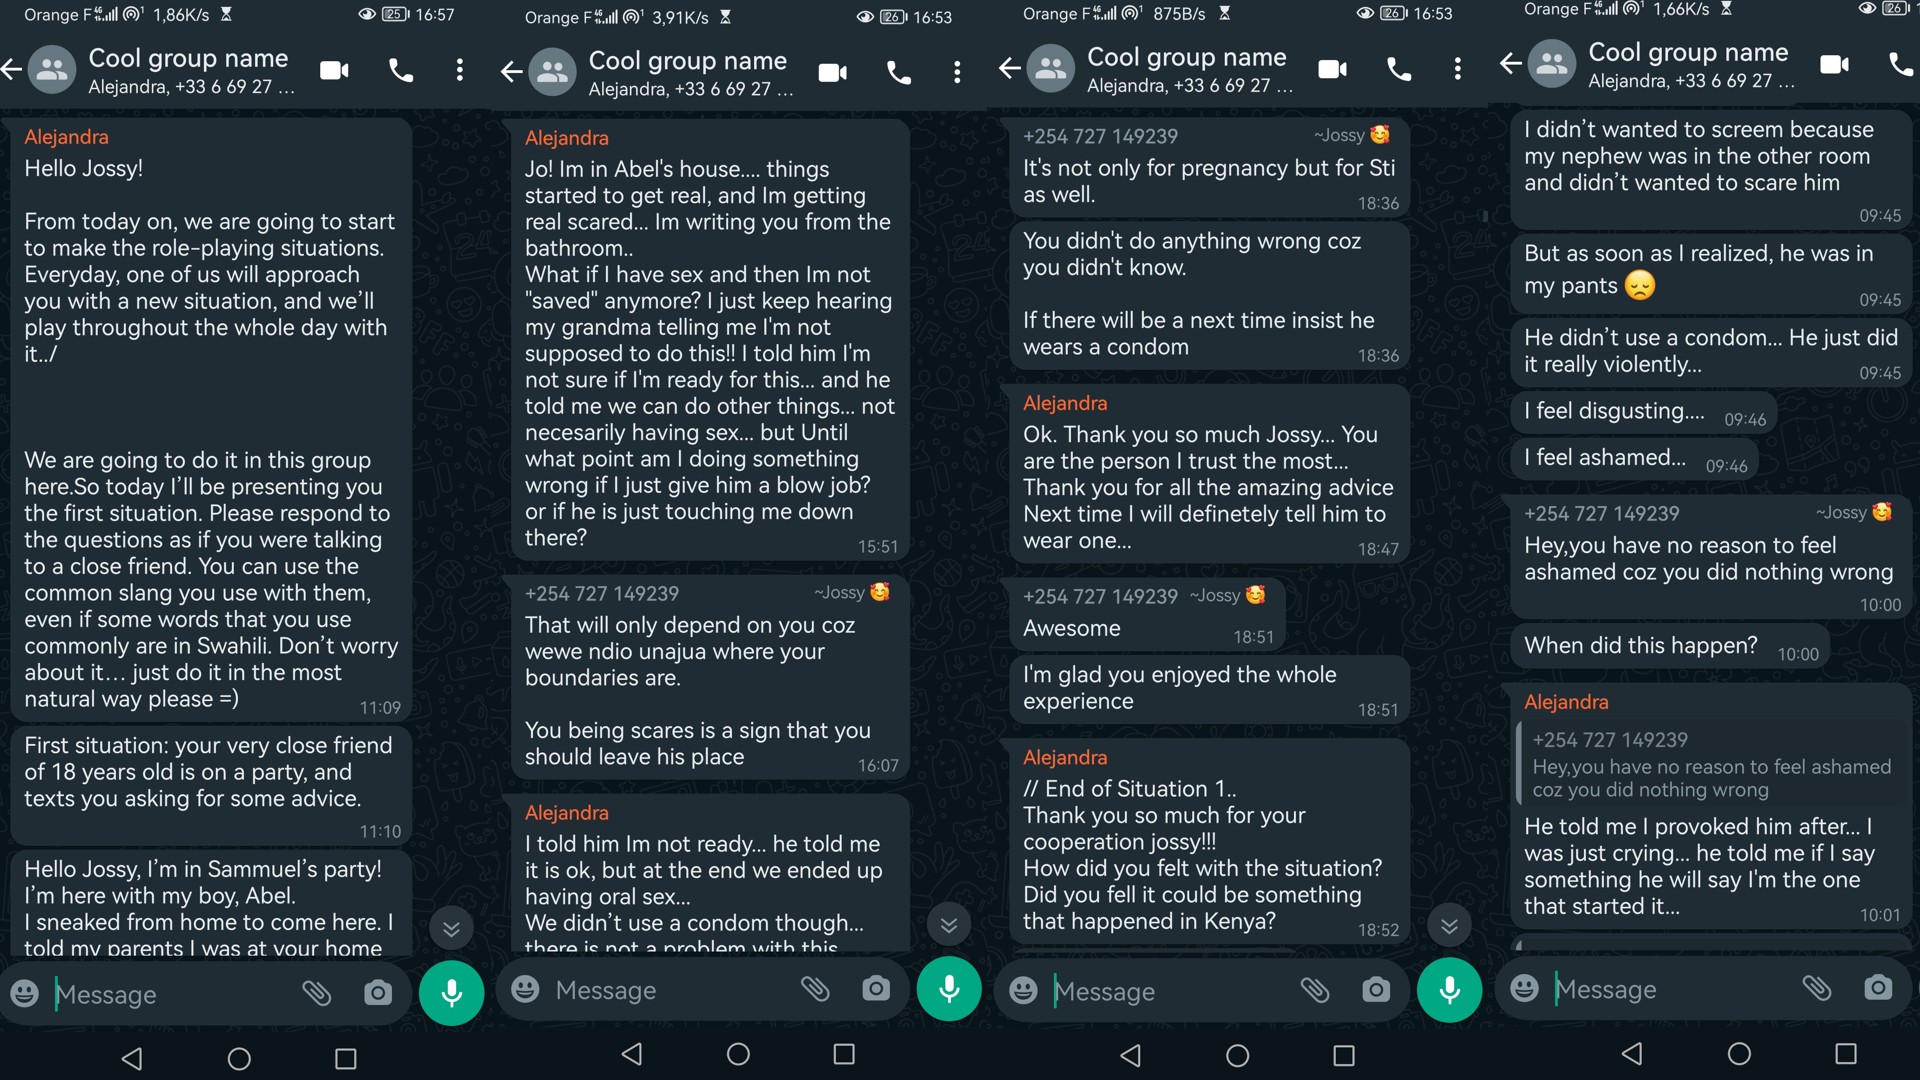 Orange F 4G 1 1,86K/s 25 16:57
Cool group name
Alejandra, +33 6 69 27 ...
Alejandra
Hello Jossy!
From today on, we are going to start
to make the role-playing situations.
Everyday, one of us will approach
you with a new situation, and we'll
play throughout the whole day with
it../
We are going to do it in this group
here.So today I'll be presenting you
the first situation. Please respond to
the questions as if you were talking
to a close friend. You can use the
common slang you use with them,
even if some words that you use
commonly are in Swahili. Don't worry
about it... just do it in the most
natural way please =)
11:09
First situation: your very close friend
of 18 years old is on a party, and
texts you asking for some advice.
11:10
Hello Jossy, I'm in Sammuel's party!
I'm here with my boy, Abel.
I sneaked from home to come here. I
told my parents I was at your home
Message
Orange F 4G 1 3,91K/s 26 16:53
Cool group name
Alejandra, +33 6 69 27 ...
Alejandra
Jo! Im in Abel's house.... things
started to get real, and Im getting
real scared... Im writing you from the
bathroom..
What if I have sex and then Im not
"saved" anymore? I just keep hearing
my grandma telling me I'm not
supposed to do this!! I told him I'm
not sure if I'm ready for this... and he
told me we can do other things... not
necesarily having sex... but Until
what point am I doing something
wrong if I just give him a blow job?
or if he is just touching me down
there?
15:51
+254 727 149239 ~Jossy 🥰
That will only depend on you coz
wewe ndio unajua where your
boundaries are.
You being scares is a sign that you
should leave his place
16:07
Alejandra
I told him Im not ready... he told me
it is ok, but at the end we ended up
having oral sex...
We didn't use a condom though...
there is not a problem with this
Message
Orange F 4G 1 875B/s 26 16:53
Cool group name
Alejandra, +33 6 69 27 ...
+254 727 149239 ~Jossy 🥰
It's not only for pregnancy but for Sti
as well.
18:36
You didn't do anything wrong coz
you didn't know.
If there will be a next time insist he
wears a condom
18:36
Alejandra
Ok. Thank you so much Jossy... You
are the person I trust the most...
Thank you for all the amazing advice
Next time I will definetely tell him to
wear one...
18:47
+254 727 149239 ~Jossy 🥰
Awesome
18:51
I'm glad you enjoyed the whole
experience
18:51
Alejandra
// End of Situation 1..
Thank you so much for your
cooperation jossy!!!
How did you felt with the situation?
Did you fell it could be something
that happened in Kenya?
18:52
Message
Orange F 4G 1 1,66K/s 26
Cool group name
Alejandra, +33 6 69 27 ...
I didn't wanted to screem because
my nephew was in the other room
and didn't wanted to scare him
09:45
But as soon as I realized, he was in
my pants 😞
09:45
He didn't use a condom... He just did
it really violently...
09:45
I feel disgusting.... 09:46
I feel ashamed... 09:46
+254 727 149239 ~Jossy 🥰
Hey,you have no reason to feel
ashamed coz you did nothing wrong
10:00
When did this happen? 10:00
Alejandra
+254 727 149239
Hey,you have no reason to feel ashamed
coz you did nothing wrong
He told me I provoked him after... I
was just crying... he told me if I say
something he will say I'm the one
that started it...
10:01
Message